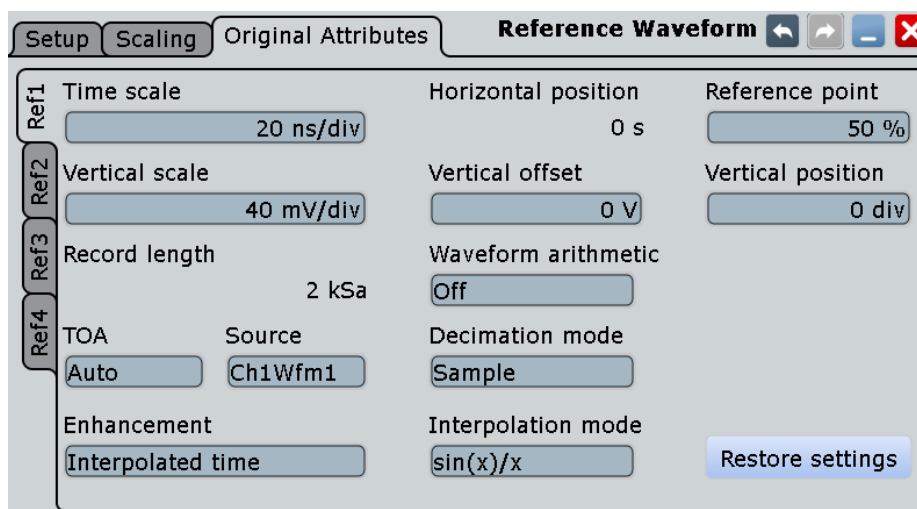 Setup Scaling Original Attributes Reference Waveform
Ref1
Ref2
Ref3
Ref4
Time scale Horizontal position Reference point
20 ns/div 0 s 50 %
Vertical scale Vertical offset Vertical position
40 mV/div 0 V 0 div
Record length Waveform arithmetic
2 kSa Off
TOA Source Decimation mode
Auto Ch1Wfm1 Sample
Enhancement Interpolation mode
Interpolated time sin(x)/x Restore settings